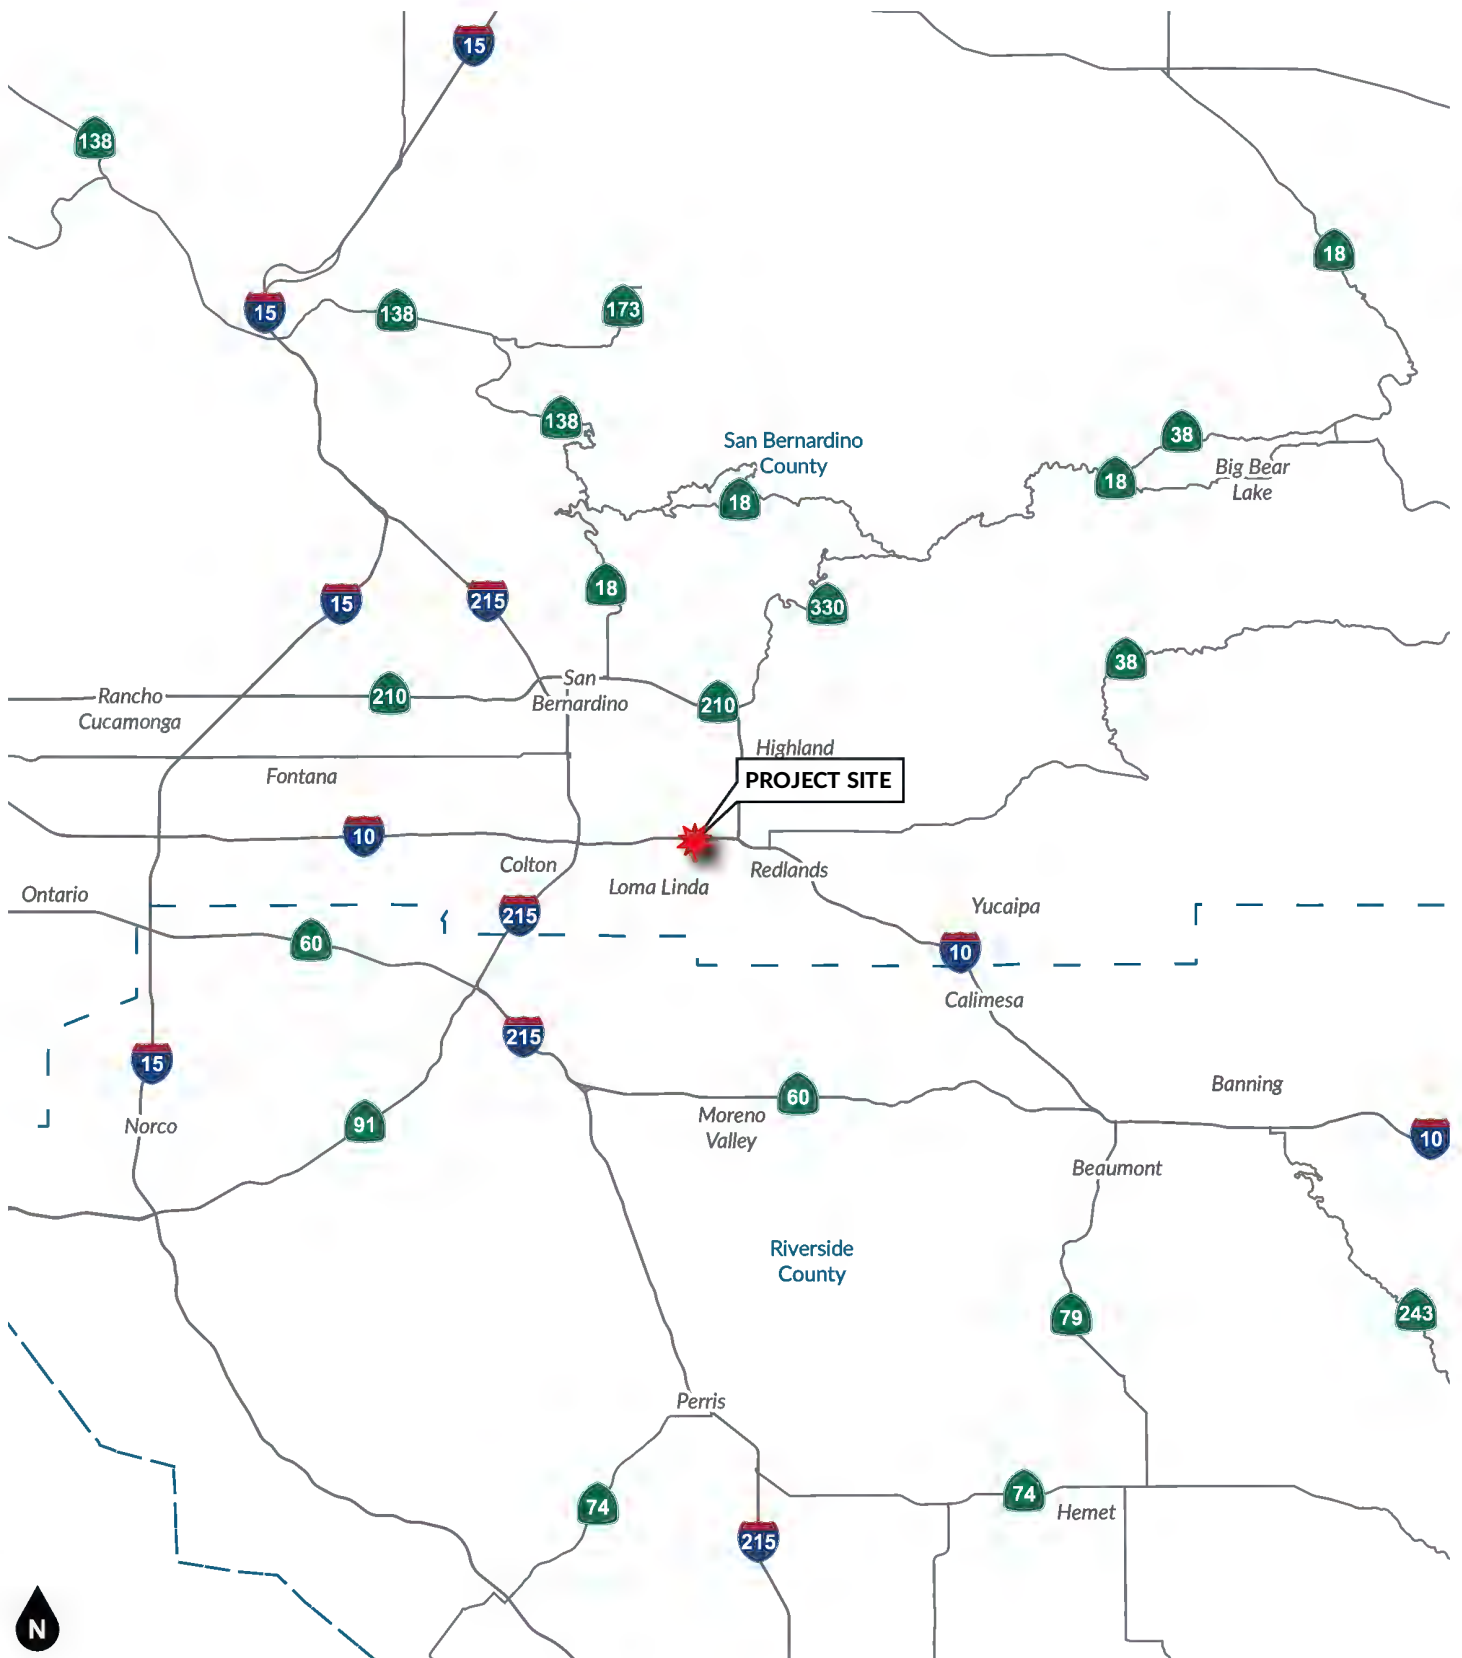 15
138
18
15
138
173
138
38
San Bernardino
County
Big Bear
Lake
18
18
15
215
18
330
38
San
Bernardino
Rancho
Cucamonga
210
210
Highland
Fontana
PROJECT SITE
10
Colton
Redlands
Loma Linda
Ontario
215
Yucaipa
60
10
Calimesa
215
15
Banning
60
Moreno
Valley
Norco
91
10
Beaumont
Riverside
County
79
243
Perris
74
74
Hemet
215
N